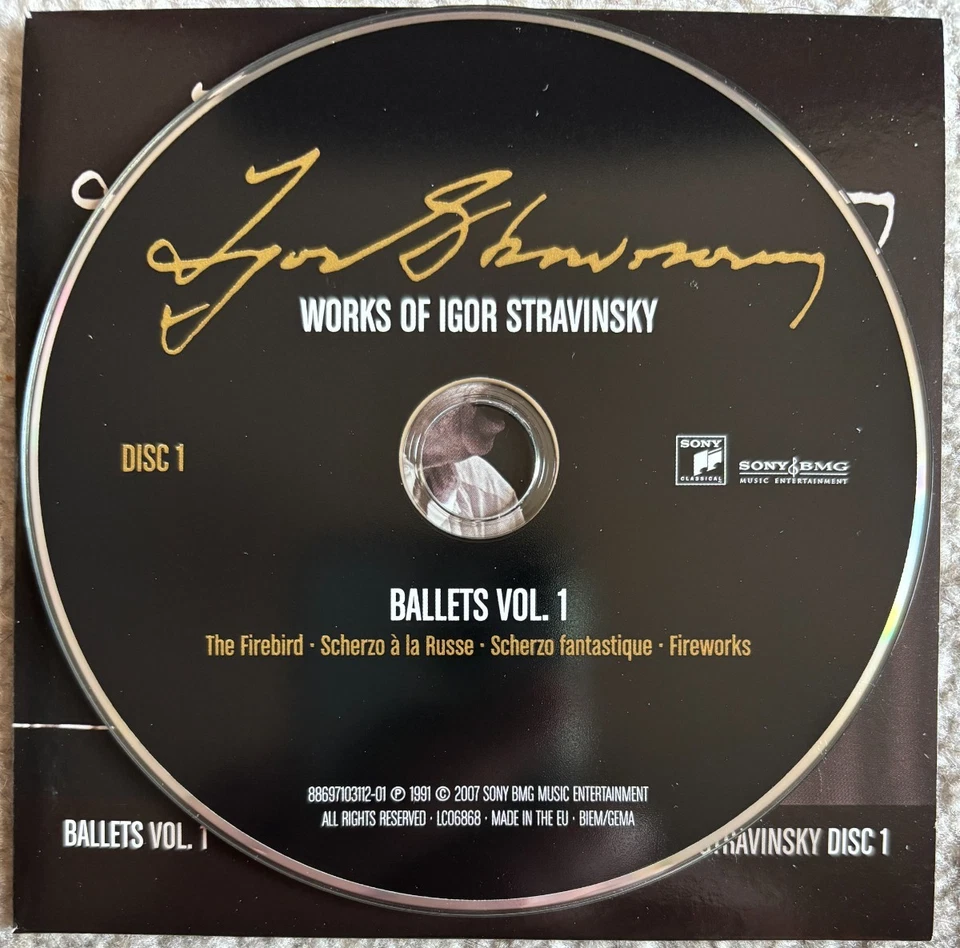 Igor Strawinsky
WORKS OF IGOR STRAVINSKY
DISC 1
SONY
CLASSICAL
SONY BMG
MUSIC ENTERTAINMENT
BALLETS VOL. 1
The Firebird · Scherzo à la Russe · Scherzo fantastique · Fireworks
88697103112-01 ℗ 1991 © 2007 SONY BMG MUSIC ENTERTAINMENT
ALL RIGHTS RESERVED · LC06868 · MADE IN THE EU · BIEM/GEMA
BALLETS VOL. 1
STRAVINSKY DISC 1